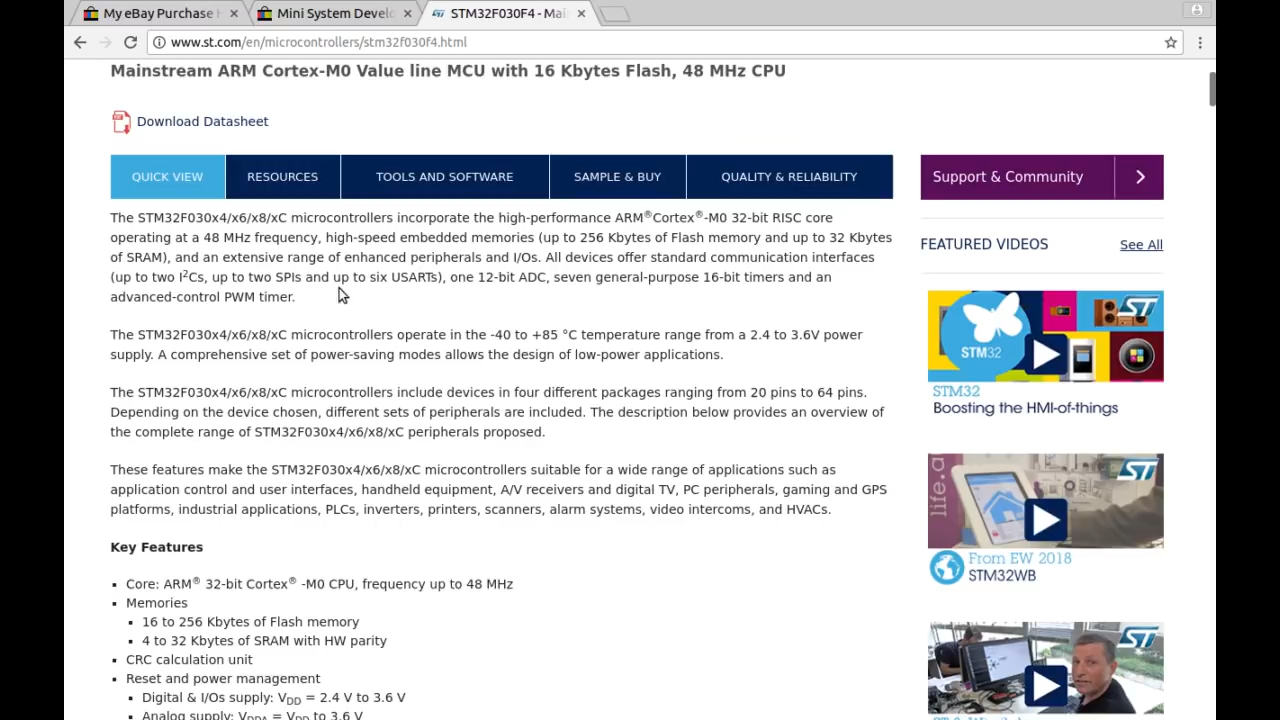 My eBay Purchase H
Mini System Develo
STM32F030F4 - Mai
www.st.com/en/microcontrollers/stm32f030f4.html
Mainstream ARM Cortex-M0 Value line MCU with 16 Kbytes Flash, 48 MHz CPU
Download Datasheet
QUICK VIEW
RESOURCES
TOOLS AND SOFTWARE
SAMPLE & BUY
QUALITY & RELIABILITY
The STM32F030x4/x6/x8/xC microcontrollers incorporate the high-performance ARM®Cortex®-M0 32-bit RISC core
operating at a 48 MHz frequency, high-speed embedded memories (up to 256 Kbytes of Flash memory and up to 32 Kbytes
of SRAM), and an extensive range of enhanced peripherals and I/Os. All devices offer standard communication interfaces
(up to two I²Cs, up to two SPIs and up to six USARTs), one 12-bit ADC, seven general-purpose 16-bit timers and an
advanced-control PWM timer.
The STM32F030x4/x6/x8/xC microcontrollers operate in the -40 to +85 °C temperature range from a 2.4 to 3.6V power
supply. A comprehensive set of power-saving modes allows the design of low-power applications.
The STM32F030x4/x6/x8/xC microcontrollers include devices in four different packages ranging from 20 pins to 64 pins.
Depending on the device chosen, different sets of peripherals are included. The description below provides an overview of
the complete range of STM32F030x4/x6/x8/xC peripherals proposed.
These features make the STM32F030x4/x6/x8/xC microcontrollers suitable for a wide range of applications such as
application control and user interfaces, handheld equipment, A/V receivers and digital TV, PC peripherals, gaming and GPS
platforms, industrial applications, PLCs, inverters, printers, scanners, alarm systems, video intercoms, and HVACs.
Key Features
Core: ARM® 32-bit Cortex® -M0 CPU, frequency up to 48 MHz
Memories
16 to 256 Kbytes of Flash memory
4 to 32 Kbytes of SRAM with HW parity
CRC calculation unit
Reset and power management
Digital & I/Os supply: VDD = 2.4 V to 3.6 V
Analog supply: VDDA = VDD to 3.6 V
Support & Community
FEATURED VIDEOS
See All
STM32
ST
STM32
Boosting the HMI-of-things
life.a
ST
From EW 2018
STM32WB
ST